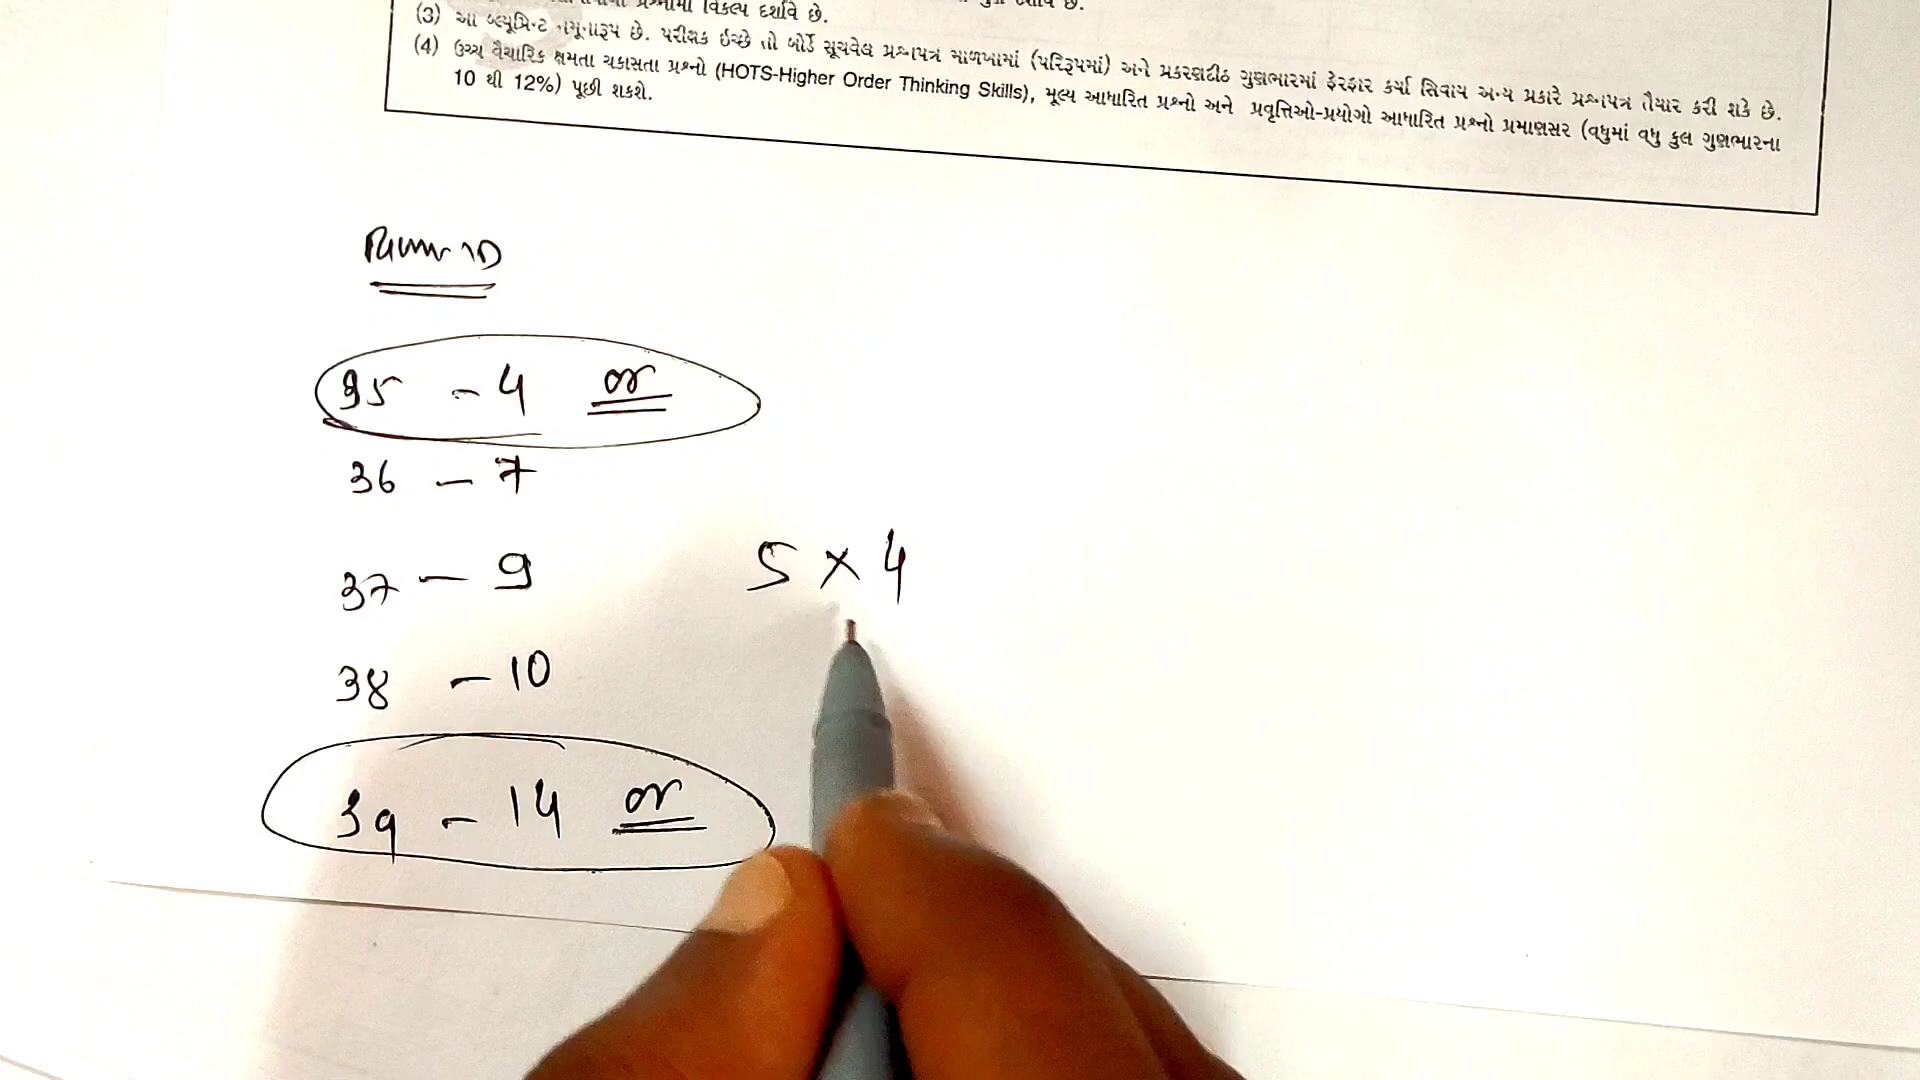 વિકલ્પ દર્શાવે છે.
(3) આ બ્લ્યૂપ્રિન્ટ નમૂનારૂપ છે. પરીક્ષક ઇચ્છે તો બોર્ડે સૂચવેલ પ્રશ્નપત્ર માળખામાં (પરિરૂપમાં) અને પ્રકરણદીઠ ગુણભારમાં ફેરફાર કર્યા સિવાય અન્ય પ્રકારે પ્રશ્નપત્ર તૈયાર કરી શકે છે.
(4) ઉચ્ચ વૈચારિક ક્ષમતા ચકાસતા પ્રશ્નો (HOTS-Higher Order Thinking Skills), મૂલ્ય આધારિત પ્રશ્નો અને પ્રવૃત્તિઓ-પ્રયોગો આધારિત પ્રશ્નો પ્રમાણસર (વધુમાં વધુ કુલ ગુણભારના
10 થી 12%) પૂછી શકશે.
35 - 4 or
36 - 7
37 - 9
5 x 4
38 - 10
39 - 14 or